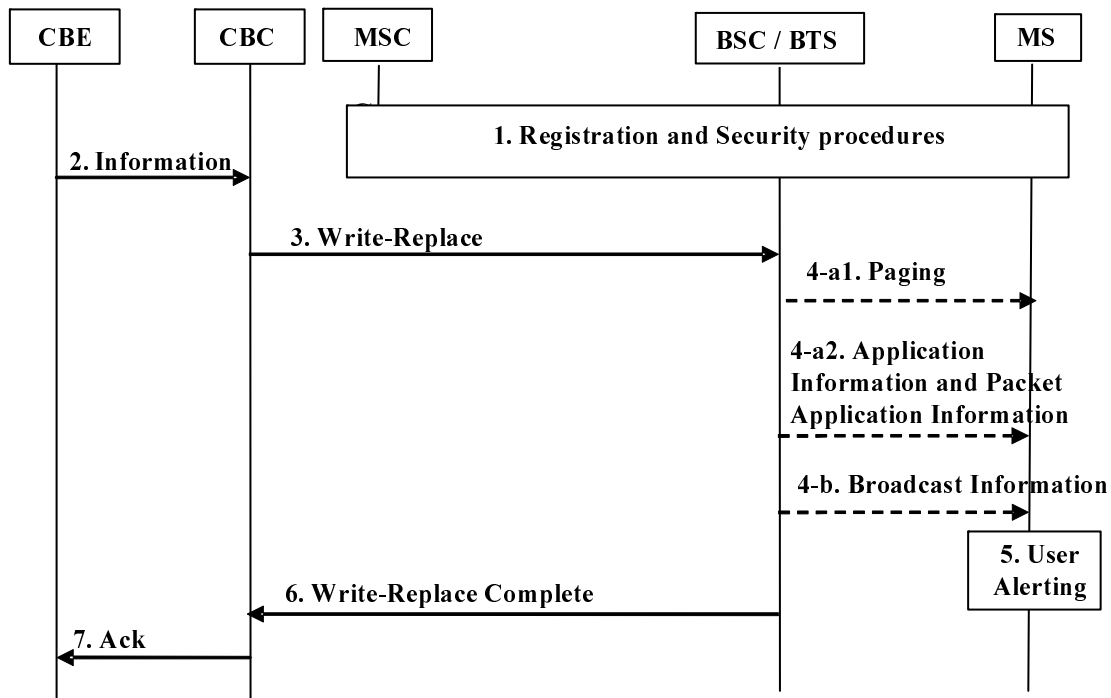 CBE
CBC
MSC
BSC / BTS
MS
1. Registration and Security procedures
2. Information
3. Write-Replace
4-a1. Paging
4-a2. Application
Information and Packet
Application Information
4-b. Broadcast Information
5. User
Alerting
6. Write-Replace Complete
7. Ack